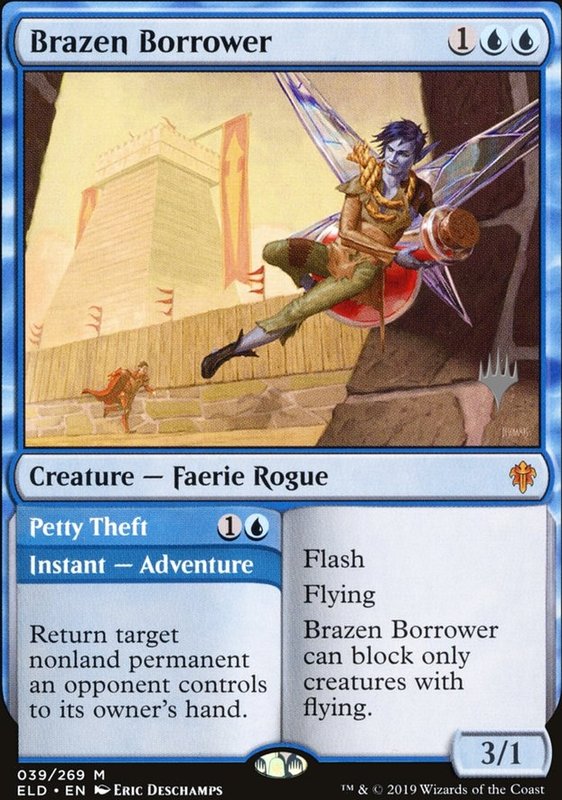 Brazen Borrower 1
Creature — Faerie Rogue
Petty Theft 1
Instant — Adventure
Return target
nonland permanent
an opponent controls
to its owner's hand.
Flash
Flying
Brazen Borrower
can block only
creatures with
flying.
3/1
039/269 M
ELD • EN Eric Deschamps
™ & © 2019 Wizards of the Coast